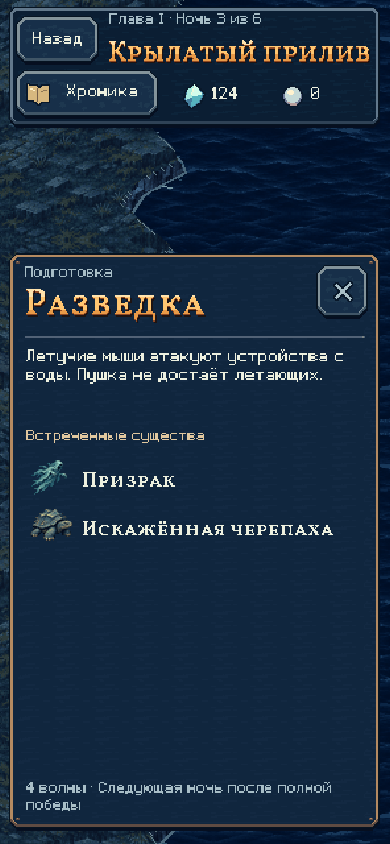 Назад
Глава I · Ночь 3 из 6
Крылатый прилив
Хроника
124
0
Подготовка
Разведка
Летучие мыши атакуют устройства с
воды. Пушка не достаёт летающих.
Встреченные существа
Призрак
Искажённая черепаха
4 волны · Следующая ночь после полной
победы